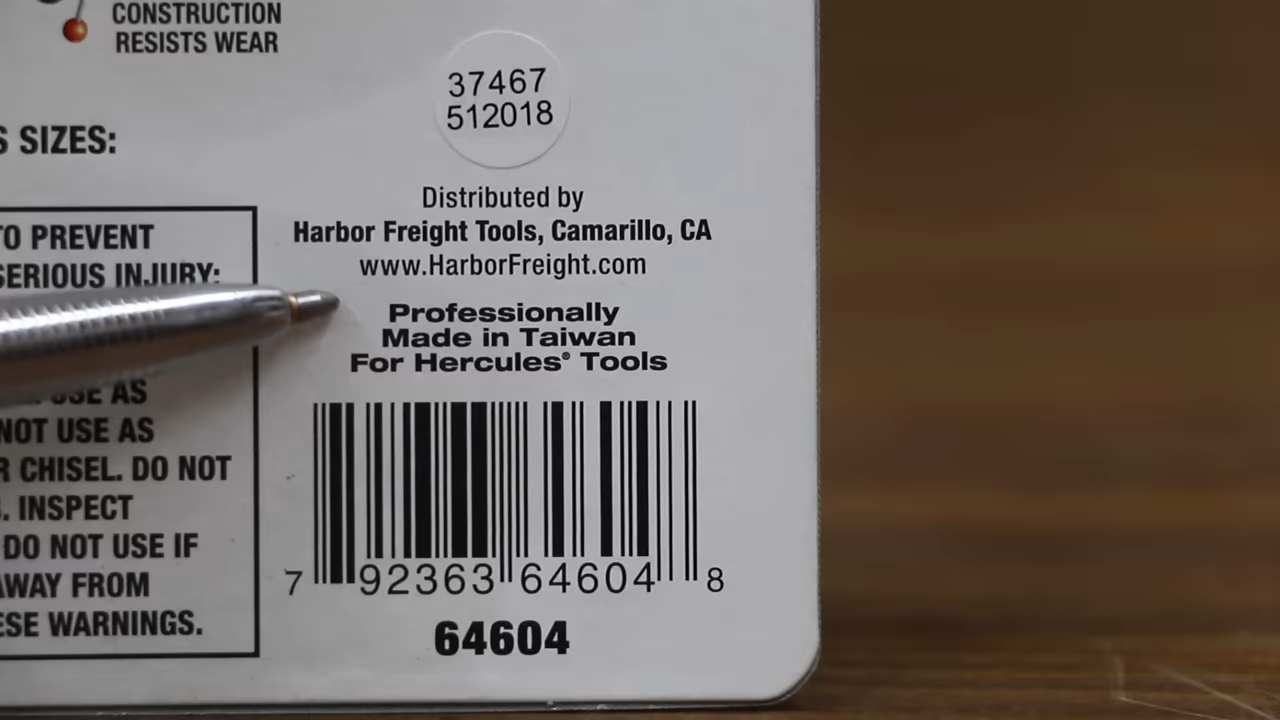 CONSTRUCTION
RESISTS WEAR
37467
512018
S SIZES:
Distributed by
Harbor Freight Tools, Camarillo, CA
www.HarborFreight.com
Professionally
Made in Taiwan
For Hercules® Tools
TO PREVENT
SERIOUS INJURY:
USE AS
NOT USE AS
R CHISEL. DO NOT
. INSPECT
DO NOT USE IF
AWAY FROM
ESE WARNINGS.
7 92363 64604 8
64604